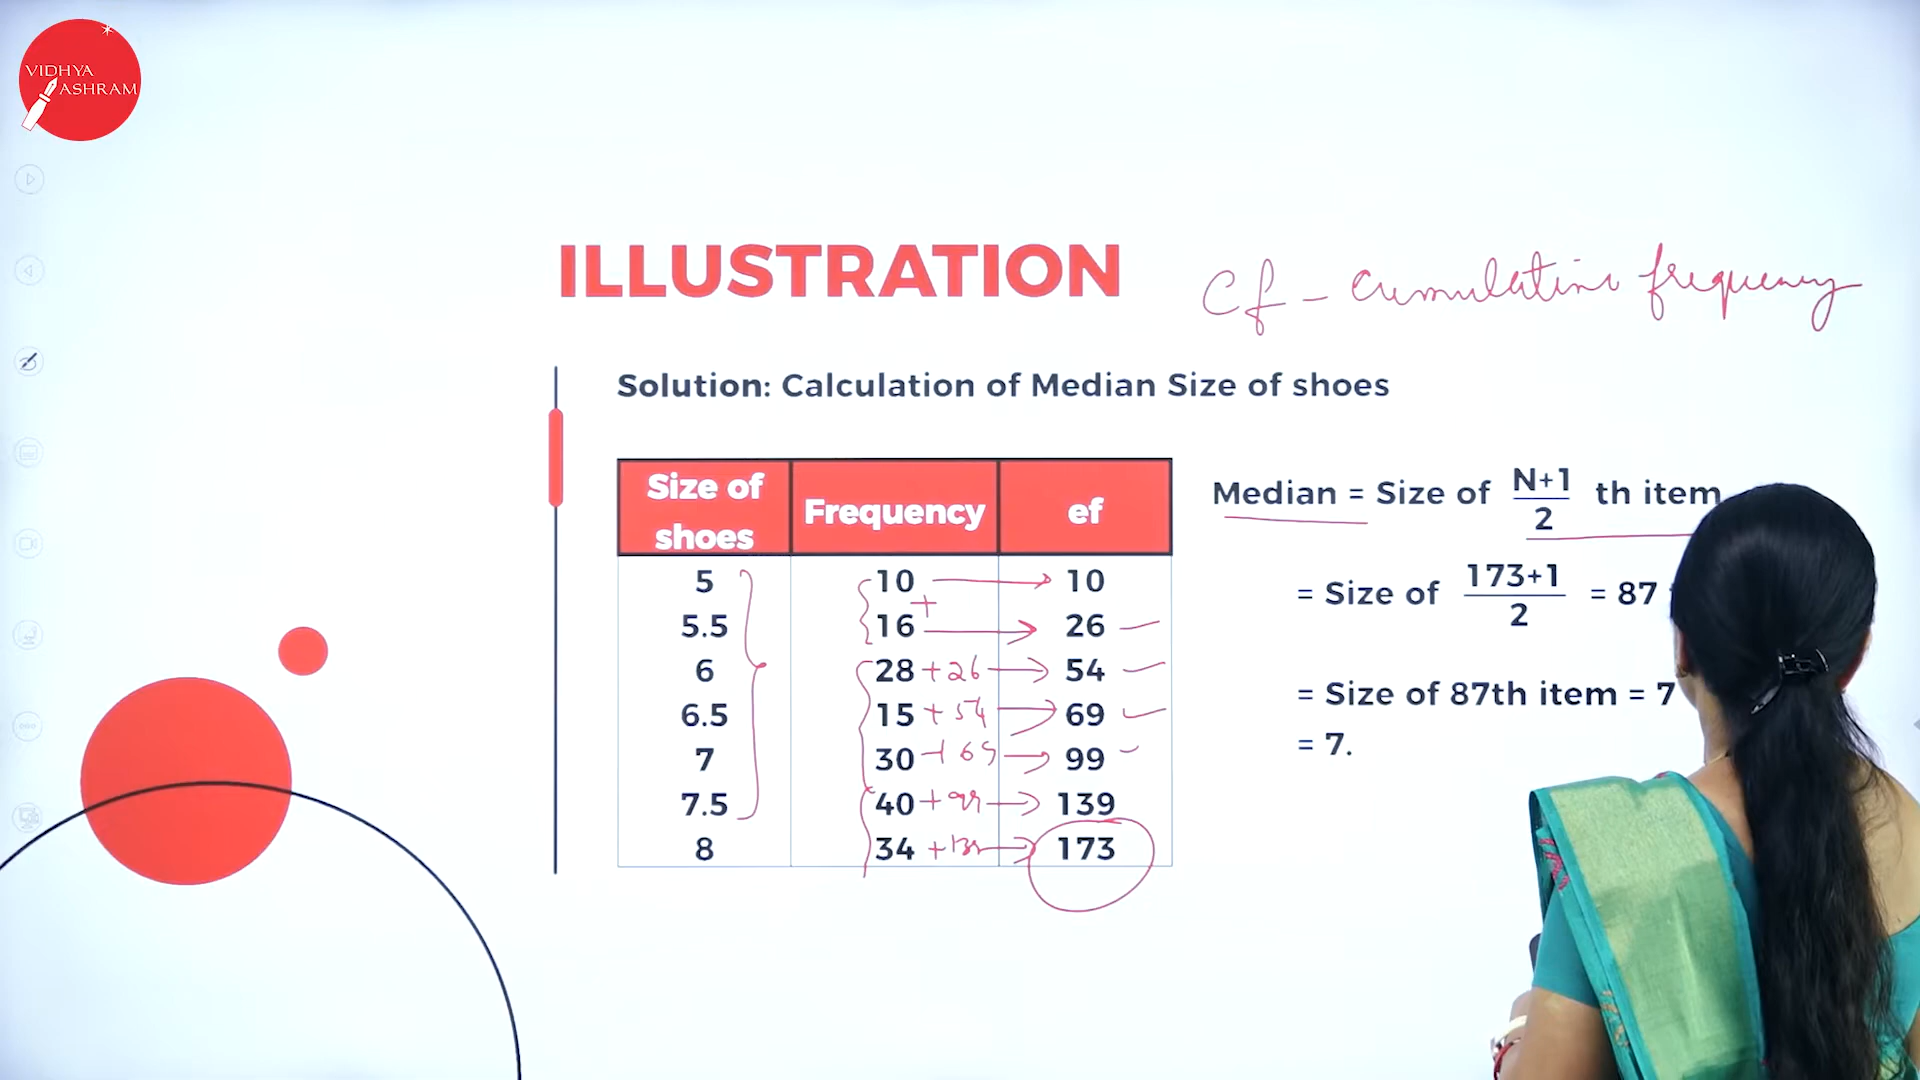 VIDHYA
ASHRAM
ILLUSTRATION
Cf - Cumulative frequency
Solution: Calculation of Median Size of shoes
Size of shoes Frequency ef
5 10 10
+
5.5 16 26
6 28 +26 54
6.5 15 +54 69
7 30 +69 99
7.5 40 +99 139
8 34 173
Median = Size of N+1/2 th item
= Size of 173+1/2 = 87
= Size of 87th item = 7
= 7.